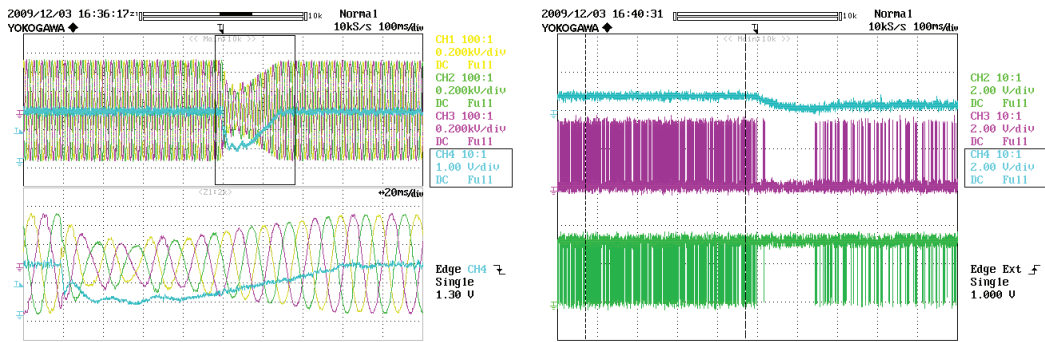 2009/12/03 16:36:17
10k
Normal
YOKOGAWA
10kS/s 100ms/div
<< Main:10k >>
CH1 100:1
0.200kV/div
DC Full
CH2 100:1
0.200kV/div
DC Full
CH3 100:1
0.200kV/div
DC Full
CH4 10:1
1.00 V/div
DC Full
20ms/div
Edge CH4
Single
1.30 V
2009/12/03 16:40:31
10k
Normal
YOKOGAWA
10kS/s 100ms/div
<< Main:10k >>
CH2 10:1
2.00 V/div
DC Full
CH3 10:1
2.00 V/div
DC Full
CH4 10:1
2.00 V/div
DC Full
Edge Ext
Single
1.000 V